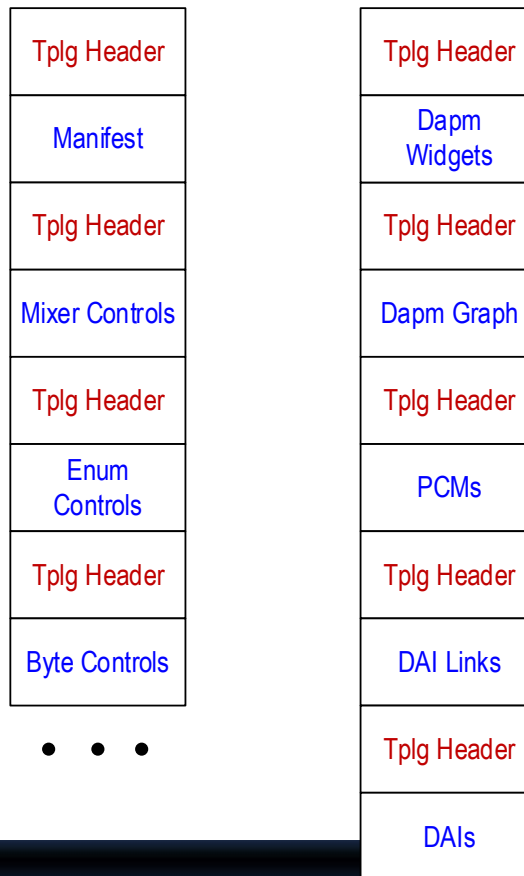 Tplg Header
Manifest
Tplg Header
Mixer Controls
Tplg Header
Enum
Controls
Tplg Header
Byte Controls
• • •
Tplg Header
Dapm
Widgets
Tplg Header
Dapm Graph
Tplg Header
PCMs
Tplg Header
DAI Links
Tplg Header
DAIs